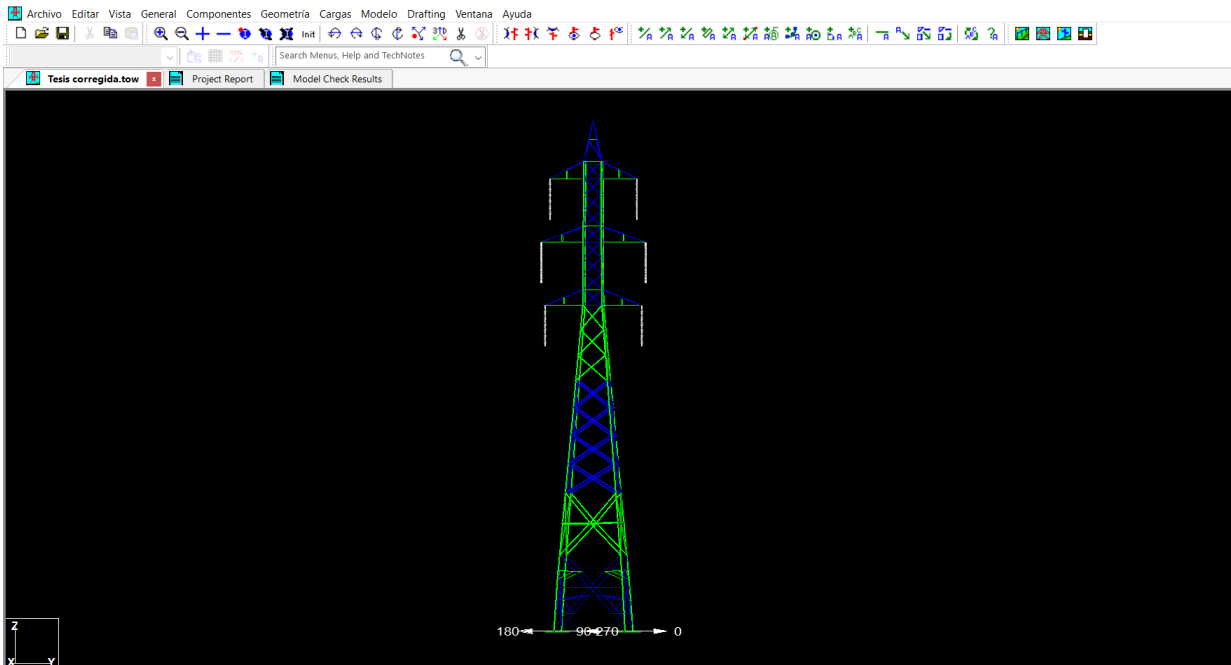 Archivo Editar Vista General Componentes Geometría Cargas Modelo Drafting Ventana Ayuda
Init
Search Menus, Help and TechNotes
Tesis corregida.tow x Project Report Model Check Results
180 90 270 0
Z
X Y